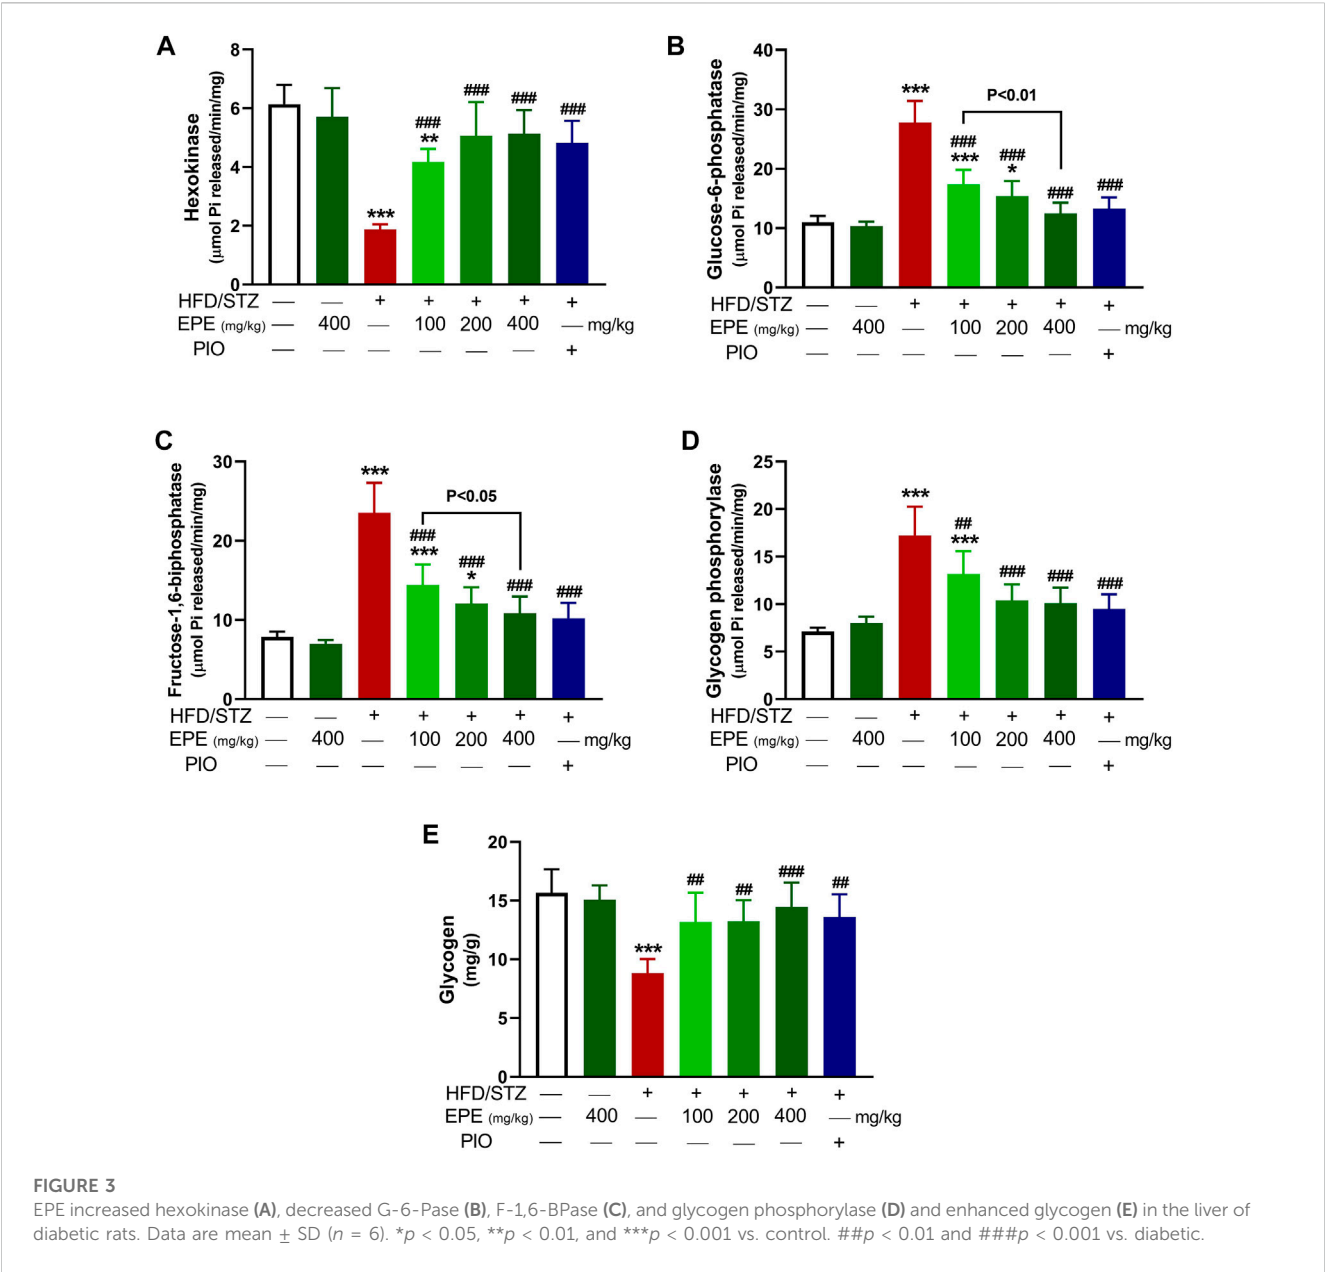 A
Hexokinase
(µmol Pi released/min/mg)
8
6
4
2
0
***
###
**
###
###
###
HFD/STZ — — + + + + +
EPE (mg/kg) — 400 — 100 200 400 — mg/kg
PIO — — — — — — +
B
Glucose-6-phosphatase
(µmol Pi released/min/mg)
40
30
20
10
0
***
P<0.01
###
***
###
*
###
###
HFD/STZ — — + + + + +
EPE (mg/kg) — 400 — 100 200 400 — mg/kg
PIO — — — — — — +
C
Fructose-1,6-biphosphatase
(µmol Pi released/min/mg)
30
20
10
0
***
P<0.05
###
***
###
*
###
###
HFD/STZ — — + + + + +
EPE (mg/kg) — 400 — 100 200 400 — mg/kg
PIO — — — — — — +
D
Glycogen phosphorylase
(µmol Pi released/min/mg)
25
20
15
10
5
0
***
##
***
###
###
###
HFD/STZ — — + + + + +
EPE (mg/kg) — 400 — 100 200 400 — mg/kg
PIO — — — — — — +
E
Glycogen
(mg/g)
20
15
10
5
0
***
##
##
###
##
HFD/STZ — — + + + + +
EPE (mg/kg) — 400 — 100 200 400 — mg/kg
PIO — — — — — — +
FIGURE 3
EPE increased hexokinase (A), decreased G-6-Pase (B), F-1,6-BPase (C), and glycogen phosphorylase (D) and enhanced glycogen (E) in the liver of
diabetic rats. Data are mean ± SD (n = 6). *p < 0.05, **p < 0.01, and ***p < 0.001 vs. control. ##p < 0.01 and ###p < 0.001 vs. diabetic.